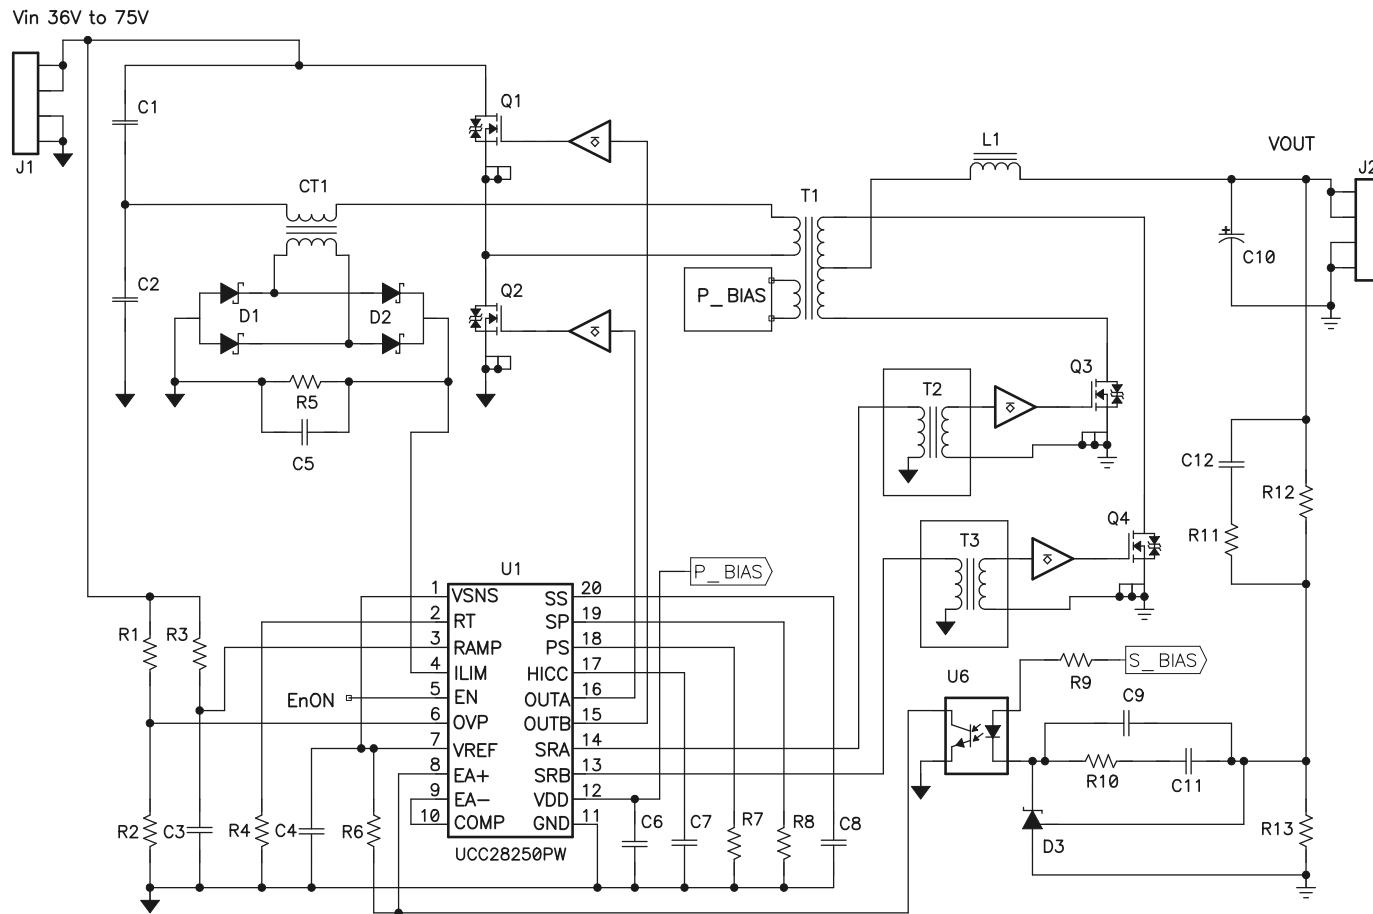 Vin 36V to 75V
J1
C1
Q1
L1
VOUT
J2
CT1
T1
C10
C2
Q2
D1
D2
P_BIAS
R5
C5
T2
Q3
C12
R12
R11
T3
Q4
P_BIAS
U1
1
VSNS
SS
20
2
RT
SP
19
3
RAMP
PS
18
4
ILIM
HICC
17
5
EN
OUTA
16
6
OVP
OUTB
15
7
VREF
SRA
14
8
EA+
SRB
13
9
EA-
VDD
12
10
COMP
GND
11
UCC28250PW
R1
R3
EnON
R2
C3
R4
C4
R6
C6
C7
R7
R8
C8
U6
R9
S_BIAS
C9
R10
C11
D3
R13